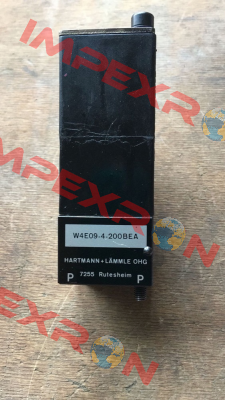 IMPEXRON
W4E09-4-200BEA
HARTMANN+LÄMMLE OHG
7255 Rutesheim
P P
IMPEXRON
IMPEXRON